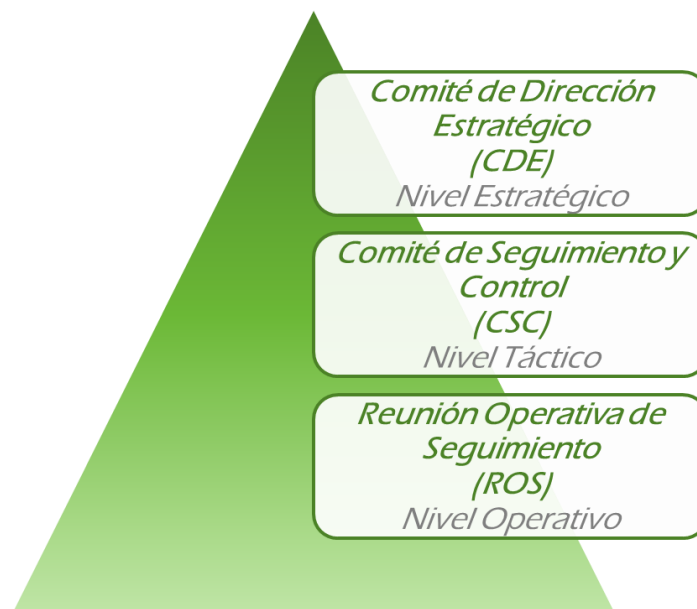 Comité de Dirección
Estratégico
(CDE)
Nivel Estratégico
Comité de Seguimiento y
Control
(CSC)
Nivel Táctico
Reunión Operativa de
Seguimiento
(ROS)
Nivel Operativo